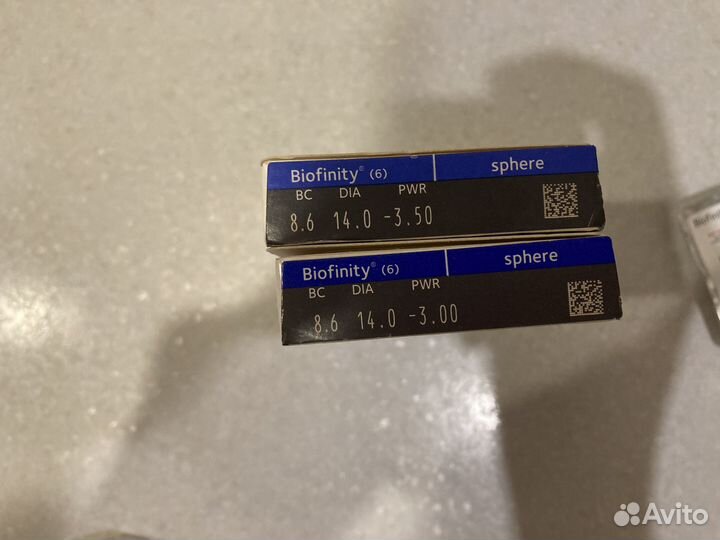 Biofinity® (6) sphere
BC DIA PWR
8.6 14.0 -3.50
Biofinity® (6) sphere
BC DIA PWR
8.6 14.0 -3.00
Avito